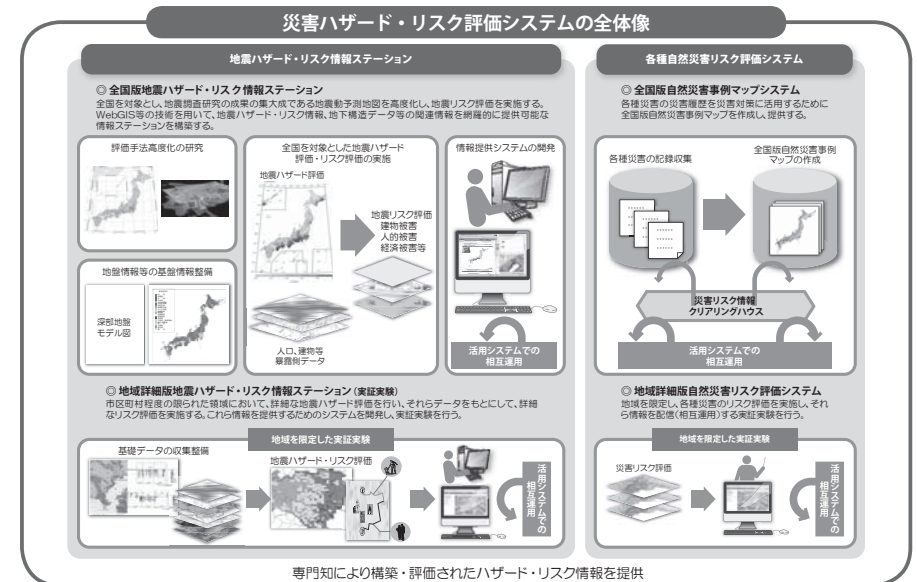 災害ハザード・リスク評価システムの全体像
地震ハザード・リスク情報ステーション
◎ 全国版地震ハザード・リスク情報ステーション
全国を対象とし、地震調査研究の成果の集大成である地震動予測地図を高度化し、地震リスク評価を実施する。
WebGIS等の技術を用いて、地震ハザード・リスク情報、地下構造データ等の関連情報を網羅的に提供可能な
情報ステーションを構築する。
評価手法高度化の研究
地盤情報等の基盤情報整備
深部地盤
モデル図
全国を対象とした地震ハザード
評価・リスク評価の実施
地震ハザード評価
地震リスク評価
建物被害
人的被害
経済被害等
人口、建物等
暴露側データ
情報提供システムの開発
活用システムでの
相互運用
◎ 地域詳細版地震ハザード・リスク情報ステーション(実証実験)
市区町村程度の限られた領域において、詳細な地震ハザード評価を行い、それらデータをもとにして、詳細
なリスク評価を実施する。これら情報を提供するためのシステムを開発し、実証実験を行う。
地域を限定した実証実験
基礎データの収集整備
地震ハザード・リスク評価
活用システムでの
相互運用
各種自然災害リスク評価システム
◎ 全国版自然災害事例マップシステム
各種災害の災害履歴を災害対策に活用するために
全国版自然災害事例マップを作成し、提供する。
各種災害の記録収集
全国版自然災害事例
マップの作成
災害リスク情報
クリアリングハウス
活用システムでの
相互運用
◎ 地域詳細版自然災害リスク評価システム
地域を限定し、各種災害のリスク評価を実施し、それ
ら情報を配信(相互運用)する実証実験を行う。
地域を限定した実証実験
災害リスク評価
活用システムでの
相互運用
専門知により構築・評価されたハザード・リスク情報を提供